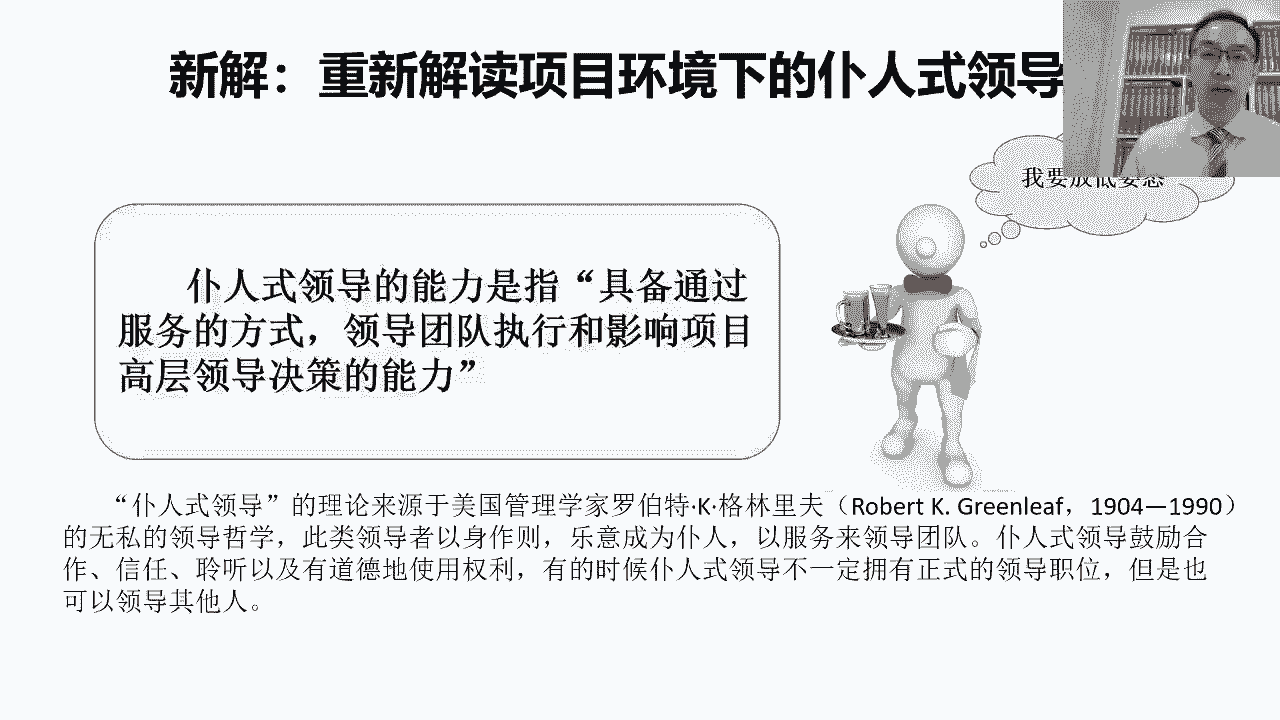 新解：重新解读项目环境下的仆人式领导
我要放低姿态
仆人式领导的能力是指“具备通过
服务的方式，领导团队执行和影响项目
高层领导决策的能力”
“仆人式领导”的理论来源于美国管理学家罗伯特·K·格林里夫（Robert K. Greenleaf，1904—1990）
的无私的领导哲学，此类领导者以身作则，乐意成为仆人，以服务来领导团队。仆人式领导鼓励合
作、信任、聆听以及有道德地使用权利，有的时候仆人式领导不一定拥有正式的领导职位，但是也
可以领导其他人。